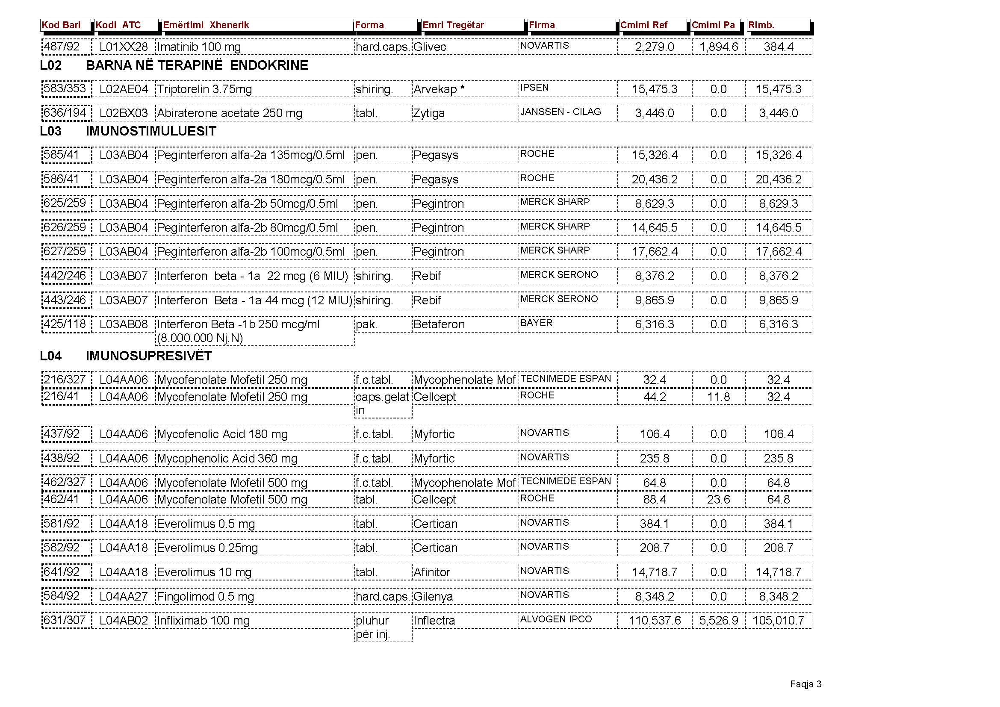 Kod Bari Kodi ATC Emërtimi Xhenerik Forma Emri Tregëtar Firma Cmimi Ref Cmimi Pa Rimb.
487/92 L01XX28 Imatinib 100 mg hard.caps. Glivec NOVARTIS 2,279.0 1,894.6 384.4
L02 BARNA NË TERAPINË ENDOKRINE
583/353 L02AE04 Triptorelin 3.75mg shiring. Arvekap * IPSEN 15,475.3 0.0 15,475.3
636/194 L02BX03 Abiraterone acetate 250 mg tabl. Zytiga JANSSEN - CILAG 3,446.0 0.0 3,446.0
L03 IMUNOSTIMULUESIT
585/41 L03AB04 Peginterferon alfa-2a 135mcg/0.5ml pen. Pegasys ROCHE 15,326.4 0.0 15,326.4
586/41 L03AB04 Peginterferon alfa-2a 180mcg/0.5ml pen. Pegasys ROCHE 20,436.2 0.0 20,436.2
625/259 L03AB04 Peginterferon alfa-2b 50mcg/0.5ml pen. Pegintron MERCK SHARP 8,629.3 0.0 8,629.3
626/259 L03AB04 Peginterferon alfa-2b 80mcg/0.5ml pen. Pegintron MERCK SHARP 14,645.5 0.0 14,645.5
627/259 L03AB04 Peginterferon alfa-2b 100mcg/0.5ml pen. Pegintron MERCK SHARP 17,662.4 0.0 17,662.4
442/246 L03AB07 Interferon beta - 1a 22 mcg (6 MIU) shiring. Rebif MERCK SERONO 8,376.2 0.0 8,376.2
443/246 L03AB07 Interferon Beta - 1a 44 mcg (12 MIU) shiring. Rebif MERCK SERONO 9,865.9 0.0 9,865.9
425/118 L03AB08 Interferon Beta -1b 250 mcg/ml pak. Betaferon BAYER 6,316.3 0.0 6,316.3
(8.000.000 Nj.N)
L04 IMUNOSUPRESIVËT
216/327 L04AA06 Mycofenolate Mofetil 250 mg f.c.tabl. Mycophenolate Mof TECNIMEDE ESPAN 32.4 0.0 32.4
216/41 L04AA06 Mycofenolate Mofetil 250 mg caps.gelat Cellcept ROCHE 44.2 11.8 32.4
in
437/92 L04AA06 Mycofenolic Acid 180 mg f.c.tabl. Myfortic NOVARTIS 106.4 0.0 106.4
438/92 L04AA06 Mycophenolic Acid 360 mg f.c.tabl. Myfortic NOVARTIS 235.8 0.0 235.8
462/327 L04AA06 Mycofenolate Mofetil 500 mg f.c.tabl. Mycophenolate Mof TECNIMEDE ESPAN 64.8 0.0 64.8
462/41 L04AA06 Mycofenolate Mofetil 500 mg tabl. Cellcept ROCHE 88.4 23.6 64.8
581/92 L04AA18 Everolimus 0.5 mg tabl. Certican NOVARTIS 384.1 0.0 384.1
582/92 L04AA18 Everolimus 0.25mg tabl. Certican NOVARTIS 208.7 0.0 208.7
641/92 L04AA18 Everolimus 10 mg tabl. Afinitor NOVARTIS 14,718.7 0.0 14,718.7
584/92 L04AA27 Fingolimod 0.5 mg hard.caps. Gilenya NOVARTIS 8,348.2 0.0 8,348.2
631/307 L04AB02 Infliximab 100 mg pluhur Inflectra ALVOGEN IPCO 110,537.6 5,526.9 105,010.7
për inj.
Faqja 3